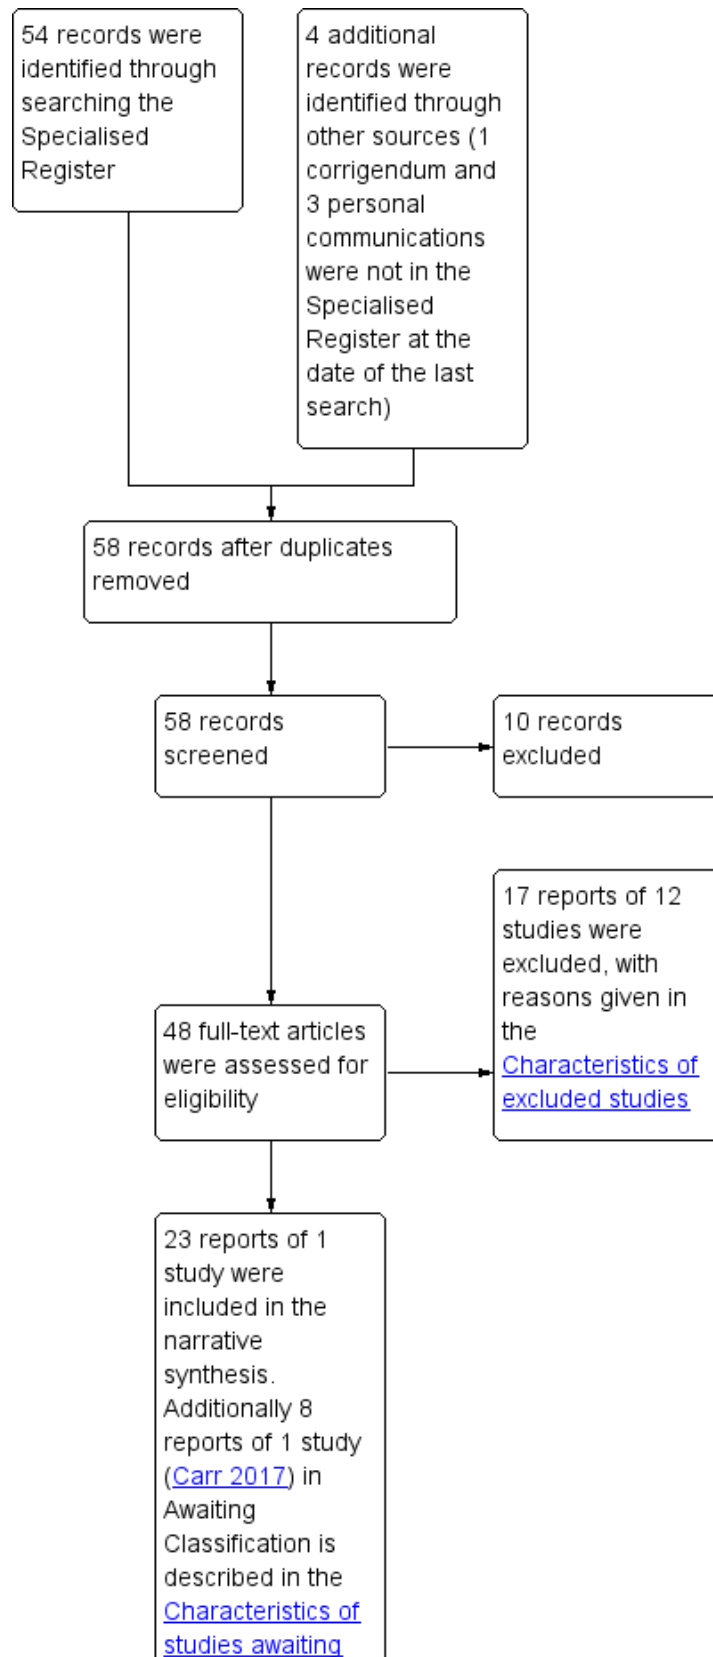 54 records were
identified through
searching the
Specialised
Register
4 additional
records were
identified through
other sources (1
corrigendum and
3 personal
communications
were not in the
Specialised
Register at the
date of the last
search)
58 records after duplicates
removed
58 records
screened
10 records
excluded
17 reports of 12
studies were
excluded, with
reasons given in
the
Characteristics of
excluded studies
48 full-text articles
were assessed for
eligibility
23 reports of 1
study were
included in the
narrative
synthesis.
Additionally 8
reports of 1 study
(Carr 2017) in
Awaiting
Classification is
described in the
Characteristics of
studies awaiting